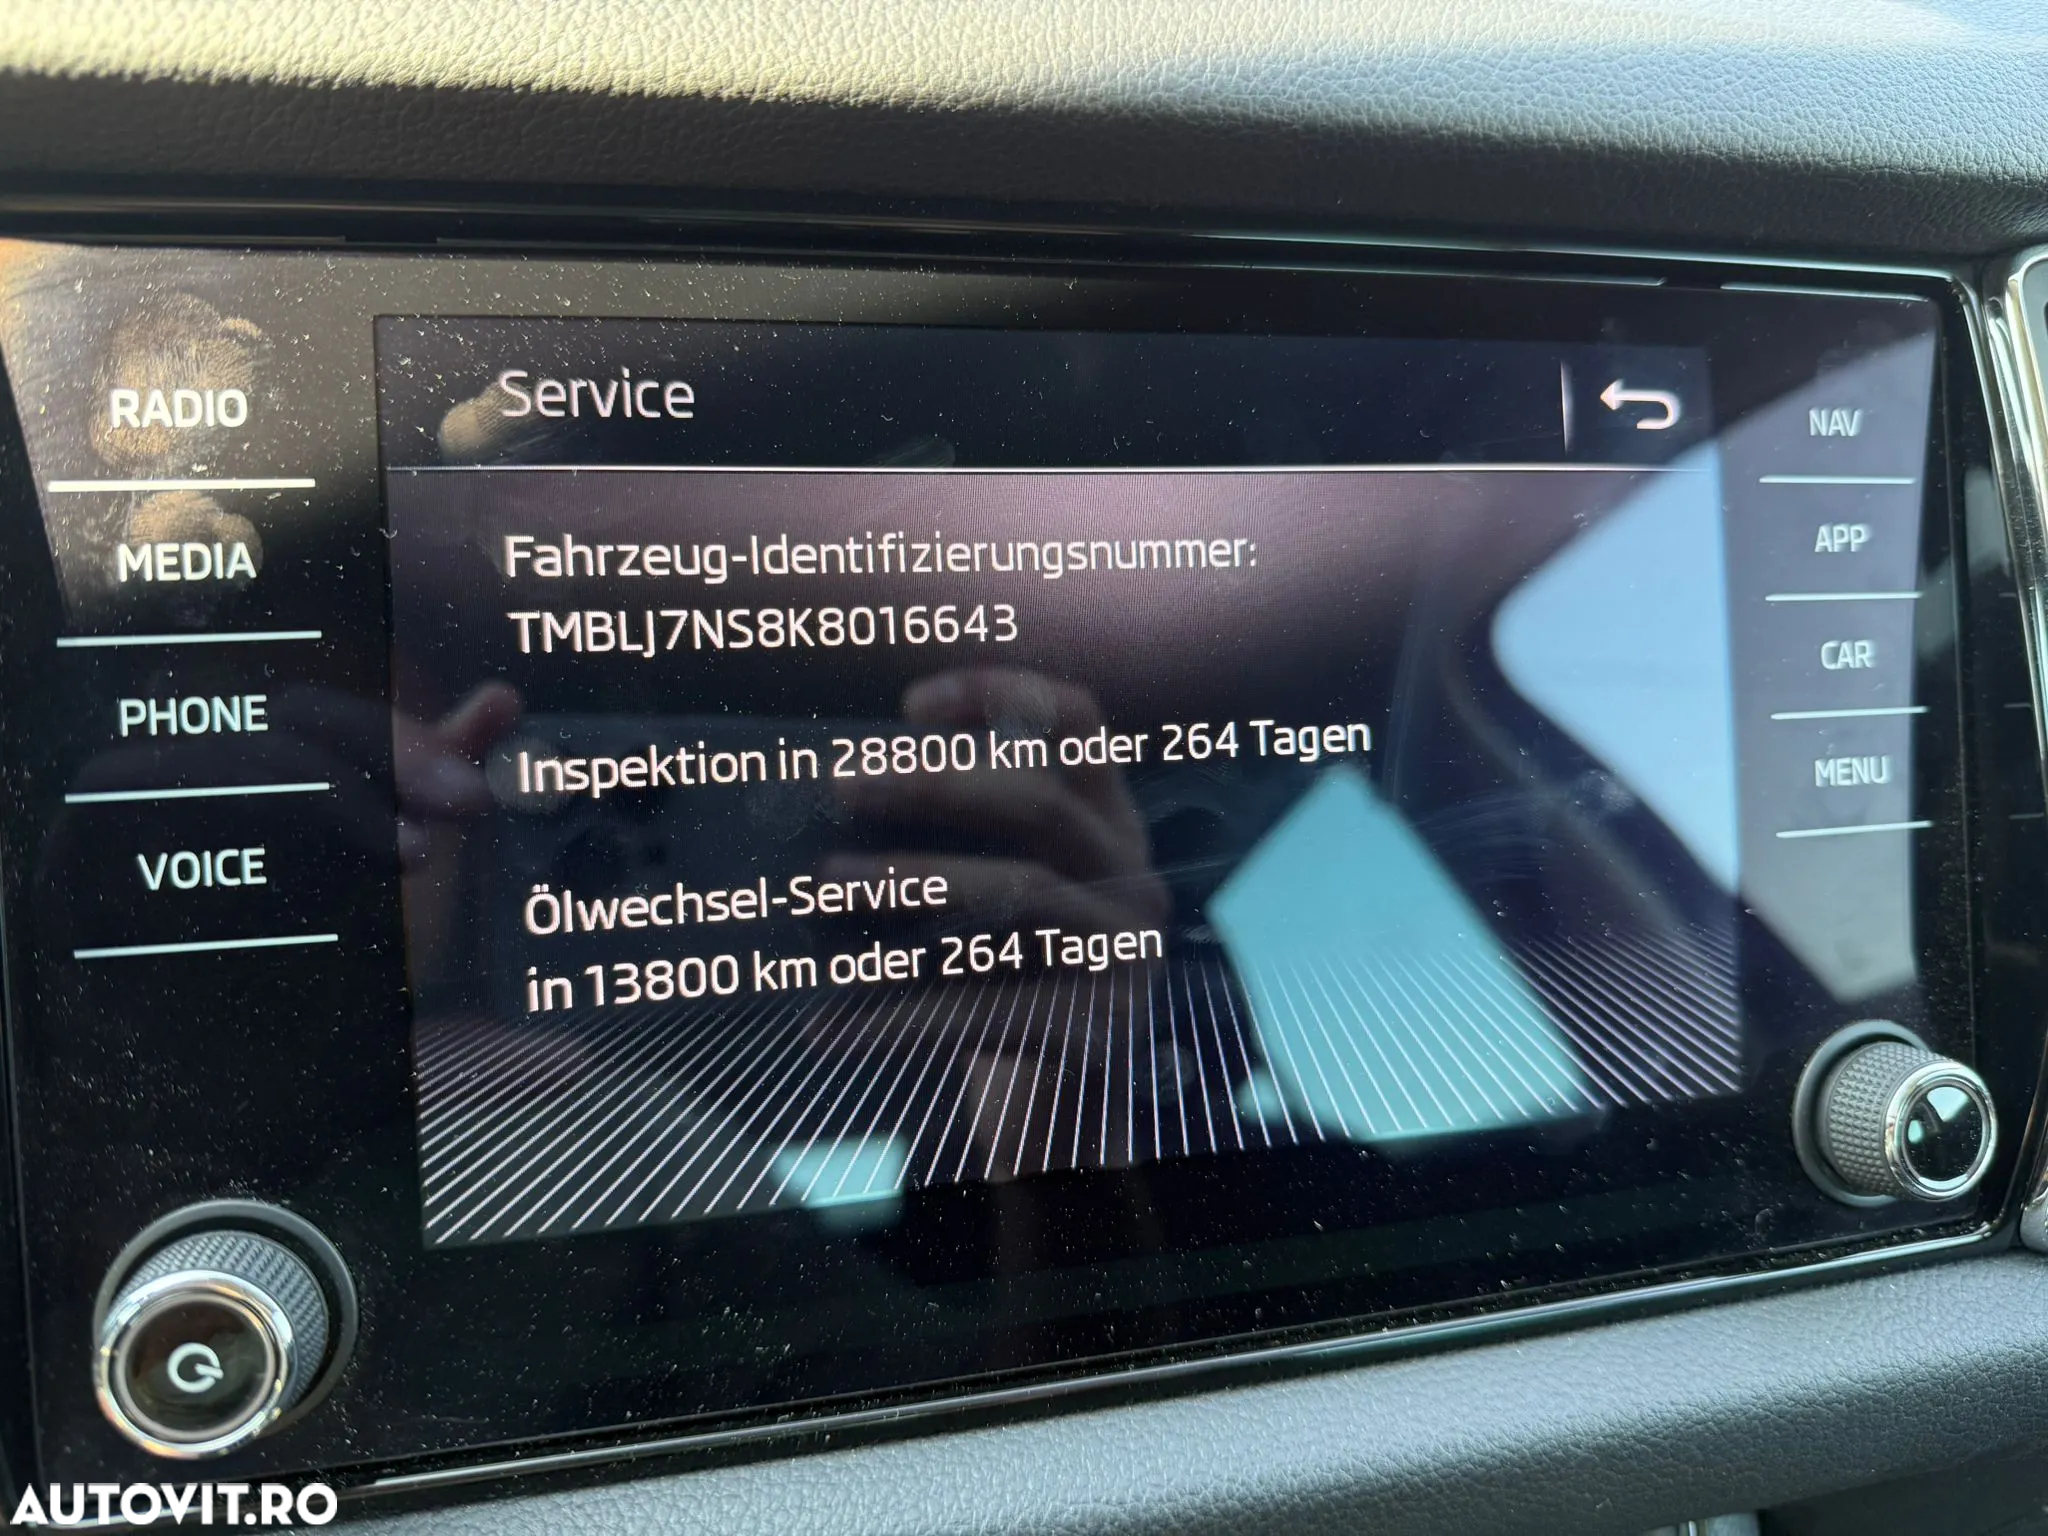 Service
RADIO
MEDIA
PHONE
VOICE
Fahrzeug-Identifizierungsnummer:
TMBLJ7NS8K8016643
Inspektion in 28800 km oder 264 Tagen
Ölwechsel-Service
in 13800 km oder 264 Tagen
NAV
APP
CAR
MENU
AUTOVIT.RO